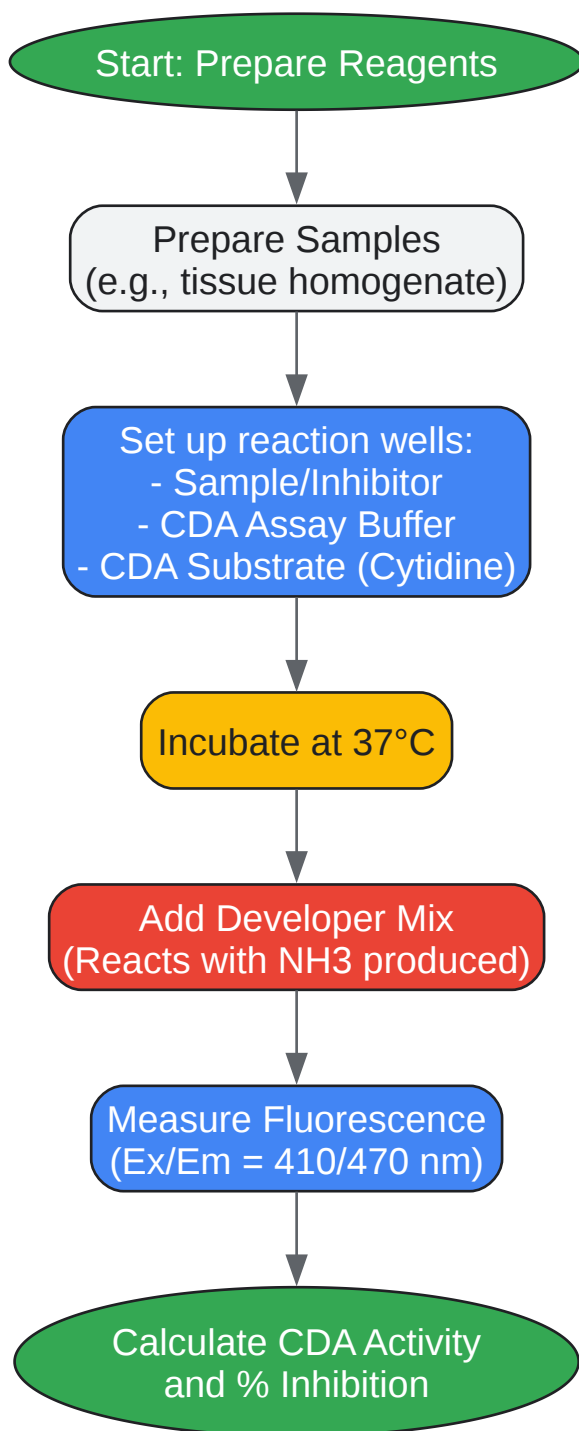 Start: Prepare Reagents
Prepare Samples
(e.g., tissue homogenate)
Set up reaction wells:
- Sample/Inhibitor
- CDA Assay Buffer
- CDA Substrate (Cytidine)
Incubate at 37°C
Add Developer Mix
(Reacts with NH3 produced)
Measure Fluorescence
(Ex/Em = 410/470 nm)
Calculate CDA Activity
and % Inhibition